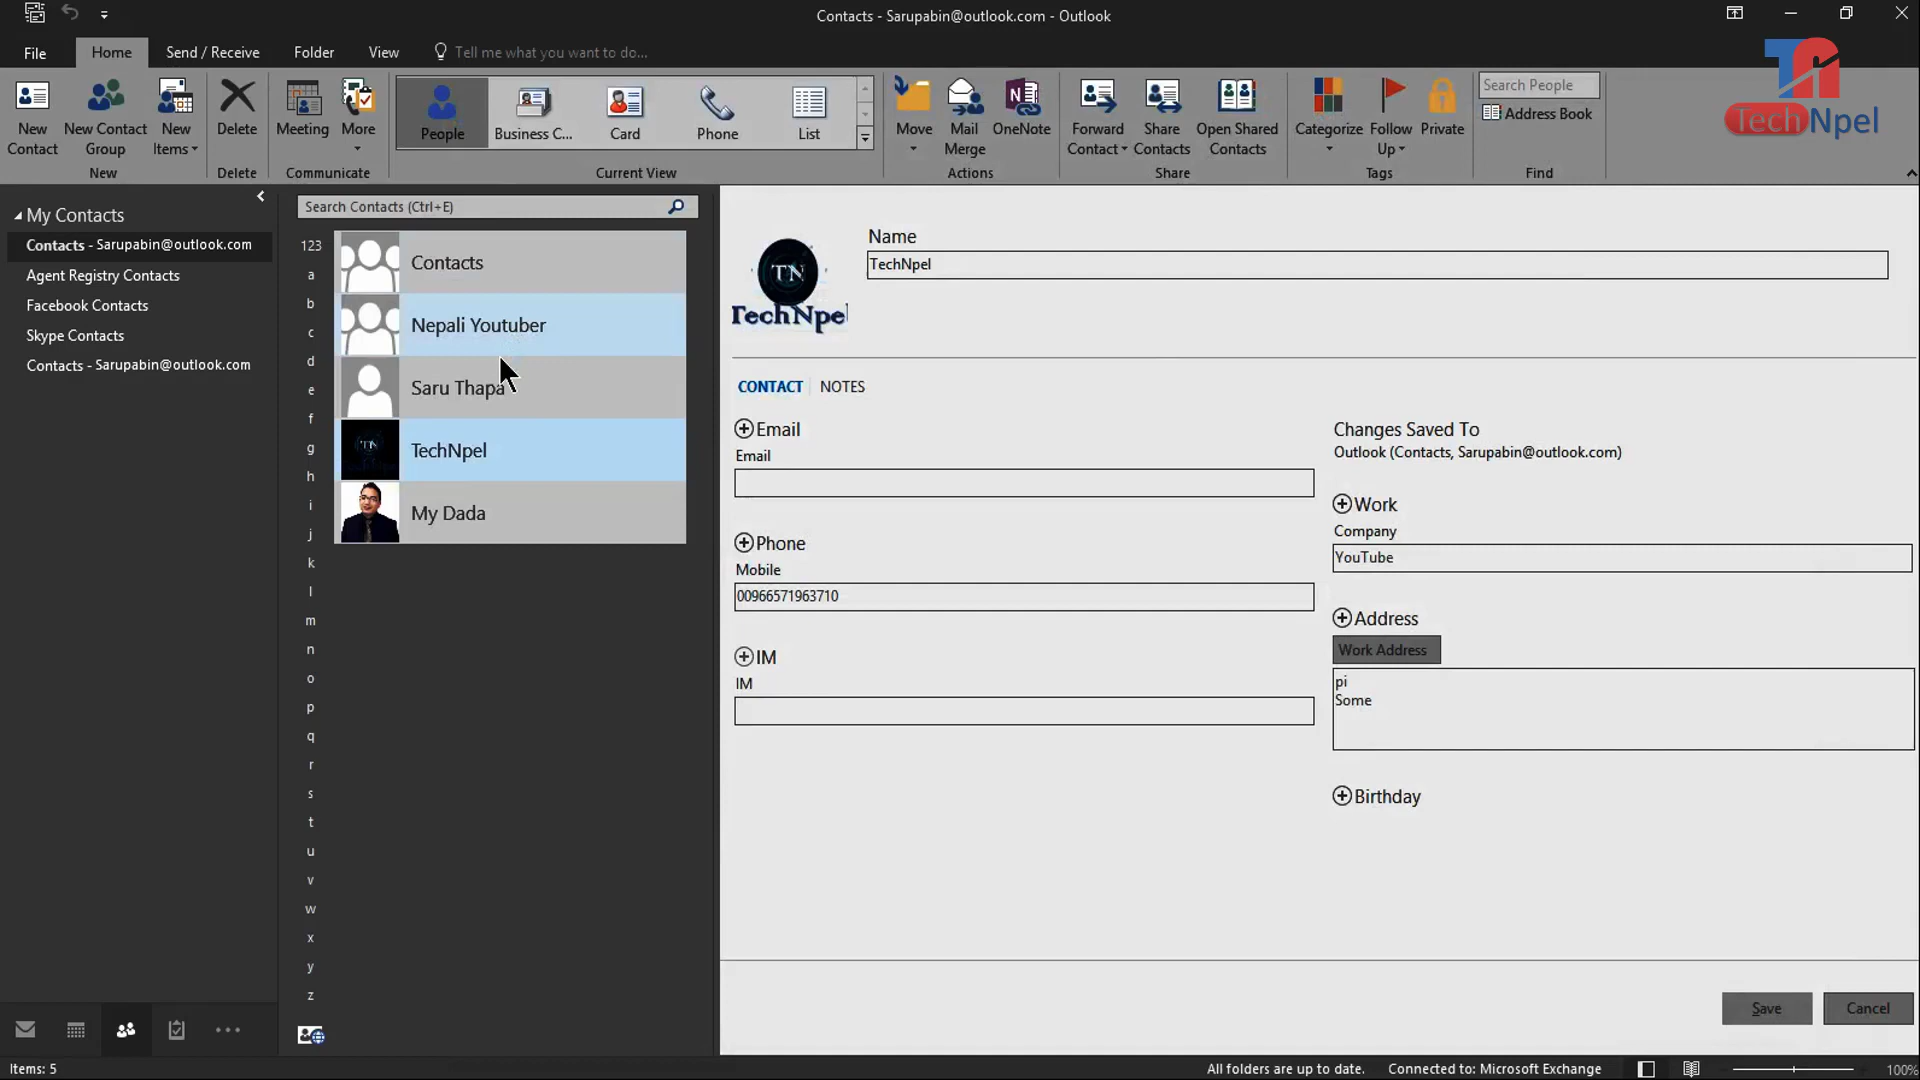 Contacts - Sarupabin@outlook.com - Outlook
File
Home
Send / Receive
Folder
View
Tell me what you want to do...
New Contact
New Contact Group
New Items
Delete
Meeting
More
People
Business C...
Card
Phone
List
Move
Mail Merge
OneNote
Forward Contact
Share Contacts
Open Shared Contacts
Categorize
Follow Up
Private
Search People
Address Book
New
Delete
Communicate
Current View
Actions
Share
Tags
Find
TechNpel
My Contacts
Contacts - Sarupabin@outlook.com
Agent Registry Contacts
Facebook Contacts
Skype Contacts
Contacts - Sarupabin@outlook.com
Search Contacts (Ctrl+E)
123
a
b
c
d
e
f
g
h
i
j
k
l
m
n
o
p
q
r
s
t
u
v
w
x
y
z
Contacts
Nepali Youtuber
Saru Thapa
TN
TechNpel
My Dada
TN
TechNpel
Name
TechNpel
CONTACT
NOTES
Email
Email
Phone
Mobile
00966571963710
IM
IM
Changes Saved To
Outlook (Contacts, Sarupabin@outlook.com)
Work
Company
YouTube
Address
Work Address
pi
Some
Birthday
Save
Cancel
Items: 5
All folders are up to date.
Connected to: Microsoft Exchange
100%